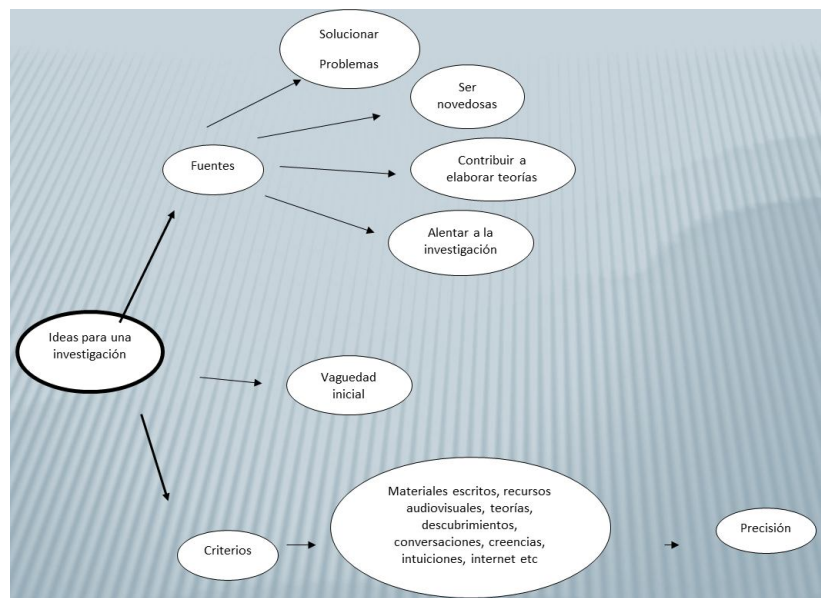 Solucionar
Problemas
Ser
novedosas
Fuentes
Contribuir a
elaborar teorías
Alentar a la
investigación
Ideas para una
investigación
Vaguedad
inicial
Materiales escritos, recursos
audiovisuales, teorías,
descubrimientos,
conversaciones, creencias,
intuiciones, internet etc
Criterios
Precisión